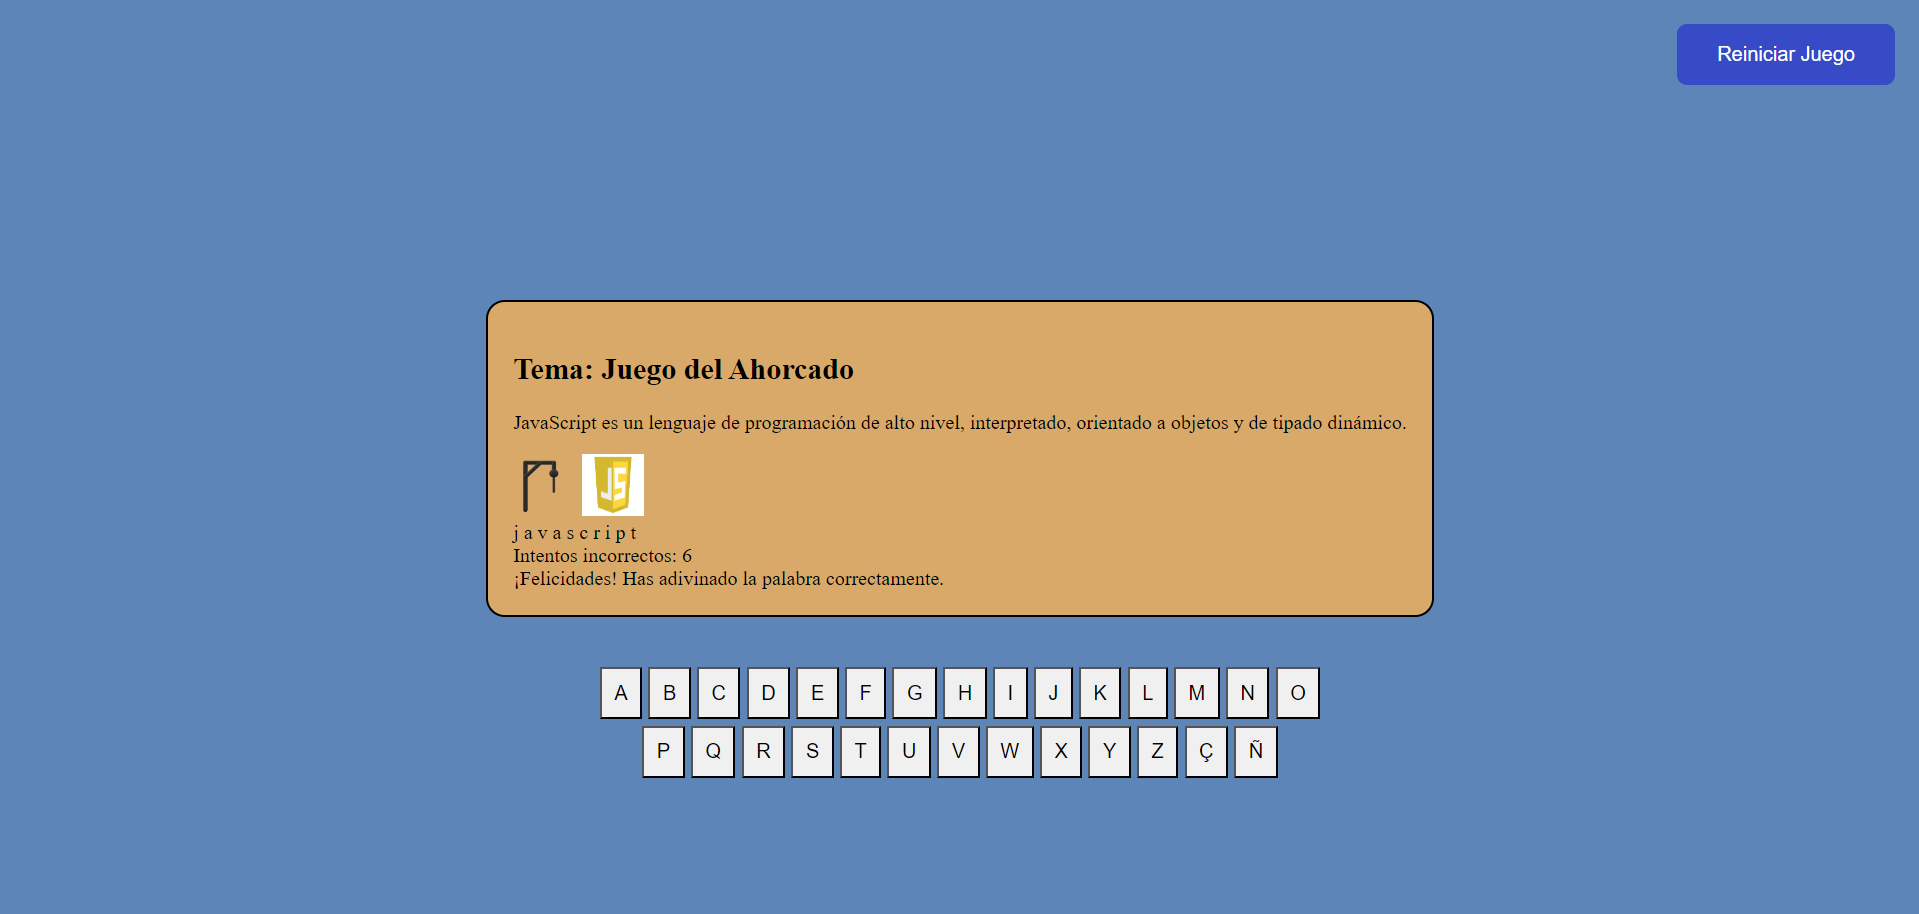 Reiniciar Juego
Tema: Juego del Ahorcado
JavaScript es un lenguaje de programación de alto nivel, interpretado, orientado a objetos y de tipado dinámico.
JS
j a v a s c r i p t
Intentos incorrectos: 6
¡Felicidades! Has adivinado la palabra correctamente.
A B C D E F G H I J K L M N O
P Q R S T U V W X Y Z Ç Ñ